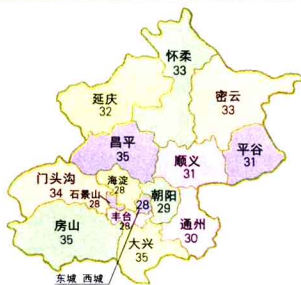 怀柔
33
延庆
32
密云
33
昌平
35
顺义
31
平谷
31
门头沟
34
海淀
28
石景山
28
朝阳
29
28
丰台
28
通州
30
房山
35
大兴
35
东城 西城